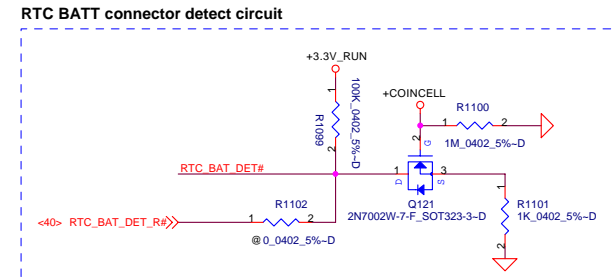 RTC BATT connector detect circuit
+3.3V_RUN
1
R1099
100K_0402_5%~D
2
+COINCELL
R1100
1
2
1M_0402_5%~D
2
G
RTC_BAT_DET#
1
3
D
S
Q121
2N7002W-7-F_SOT323-3~D
R1102
<40>
RTC_BAT_DET_R#
1
2
@0_0402_5%~D
1
R1101
1K_0402_5%~D
2